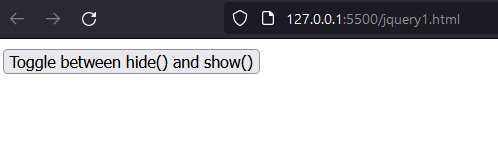 127.0.0.1:5500/jquery1.html
Toggle between hide() and show()